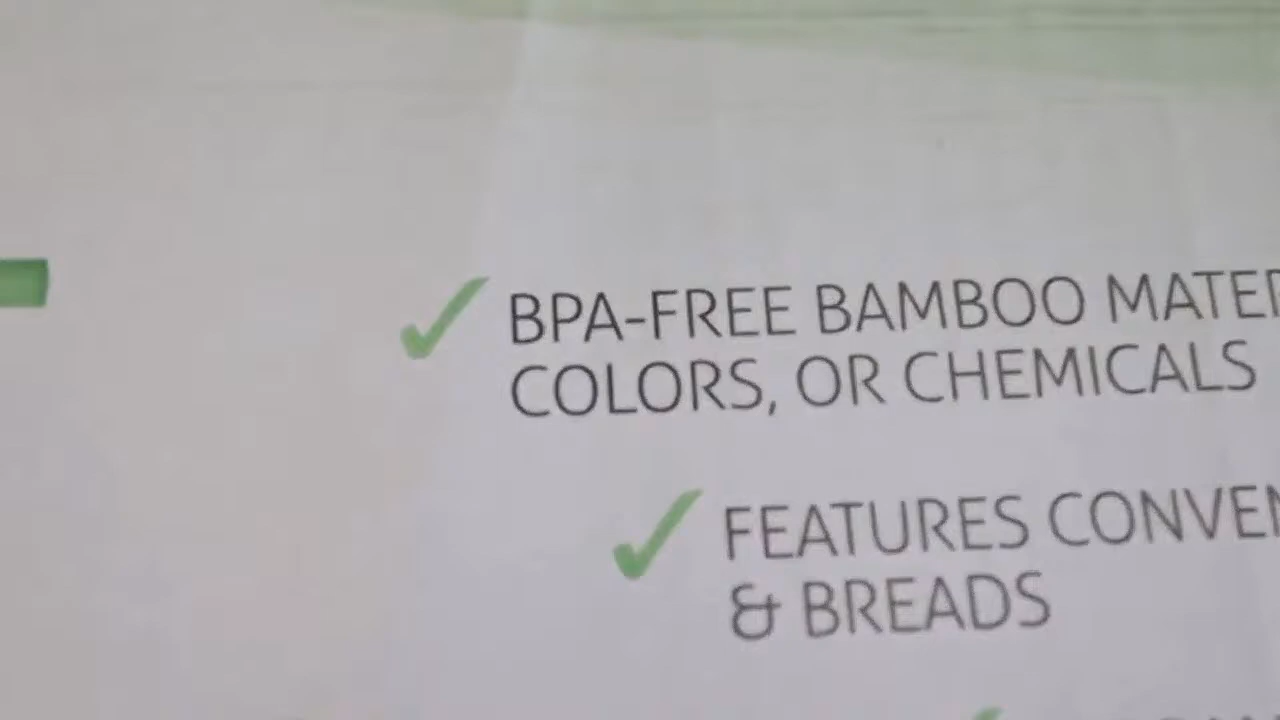 BPA-FREE BAMBOO
COLORS, OR CHEMICALS
FEATURES
& BREADS